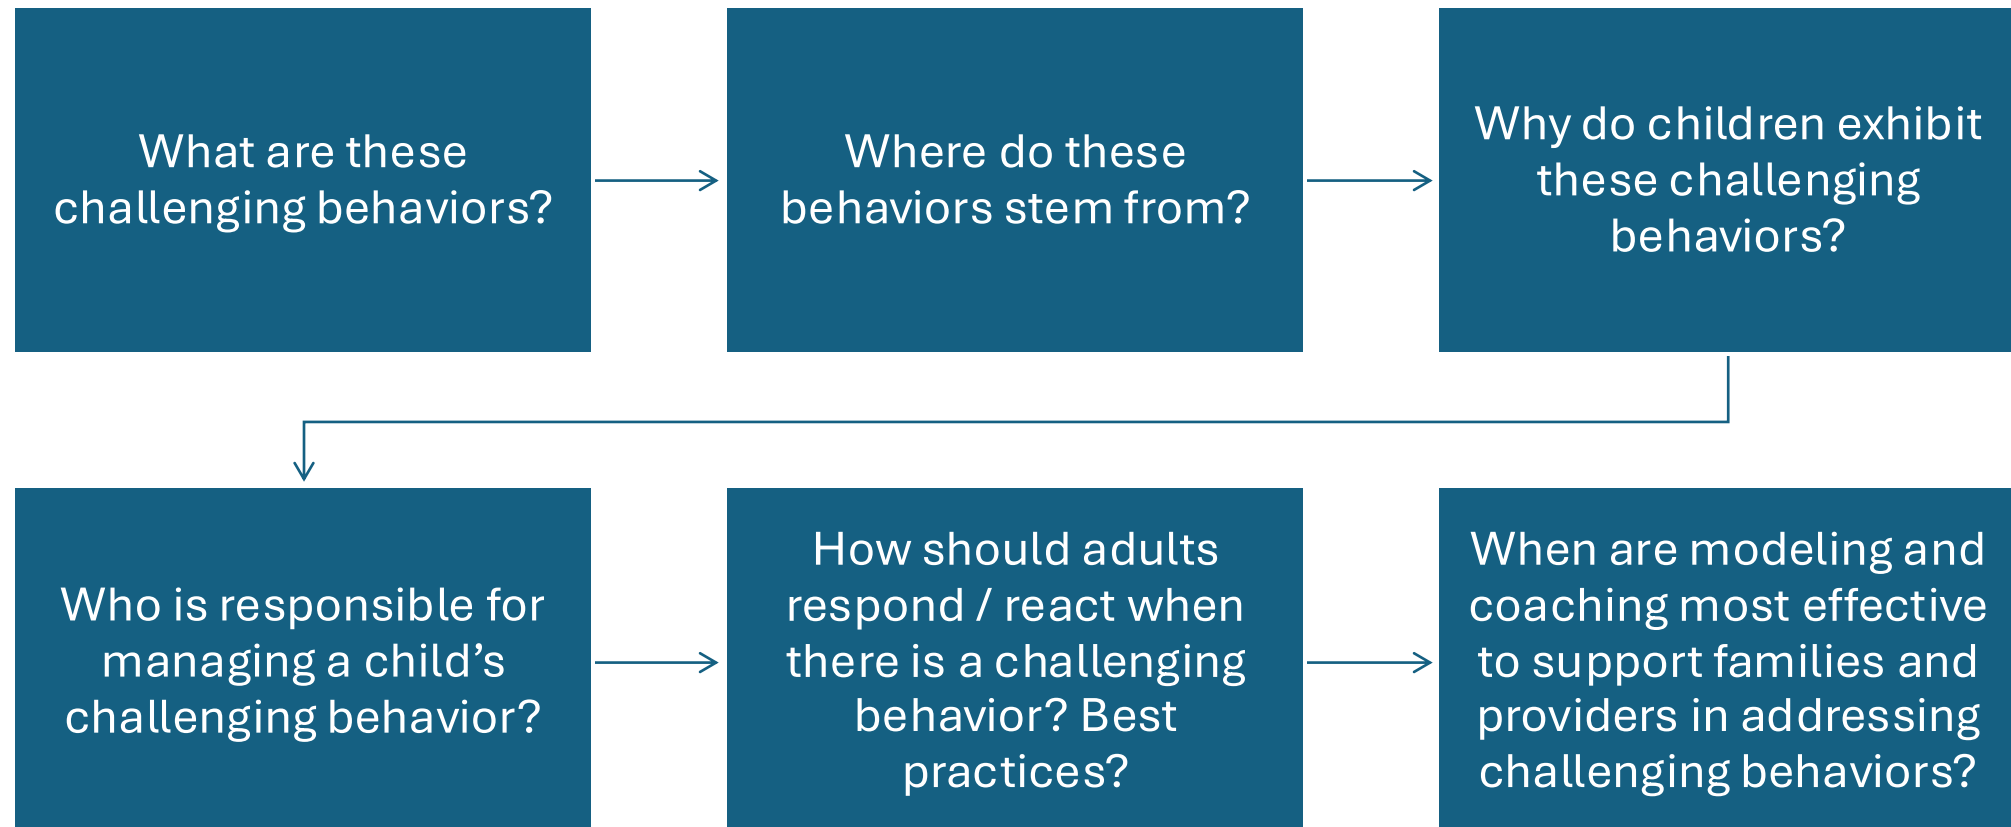 What are these
challenging behaviors?
Where do these
behaviors stem from?
Why do children exhibit
these challenging
behaviors?
Who is responsible for
managing a child’s
challenging behavior?
How should adults
respond / react when
there is a challenging
behavior? Best
practices?
When are modeling and
coaching most effective
to support families and
providers in addressing
challenging behaviors?